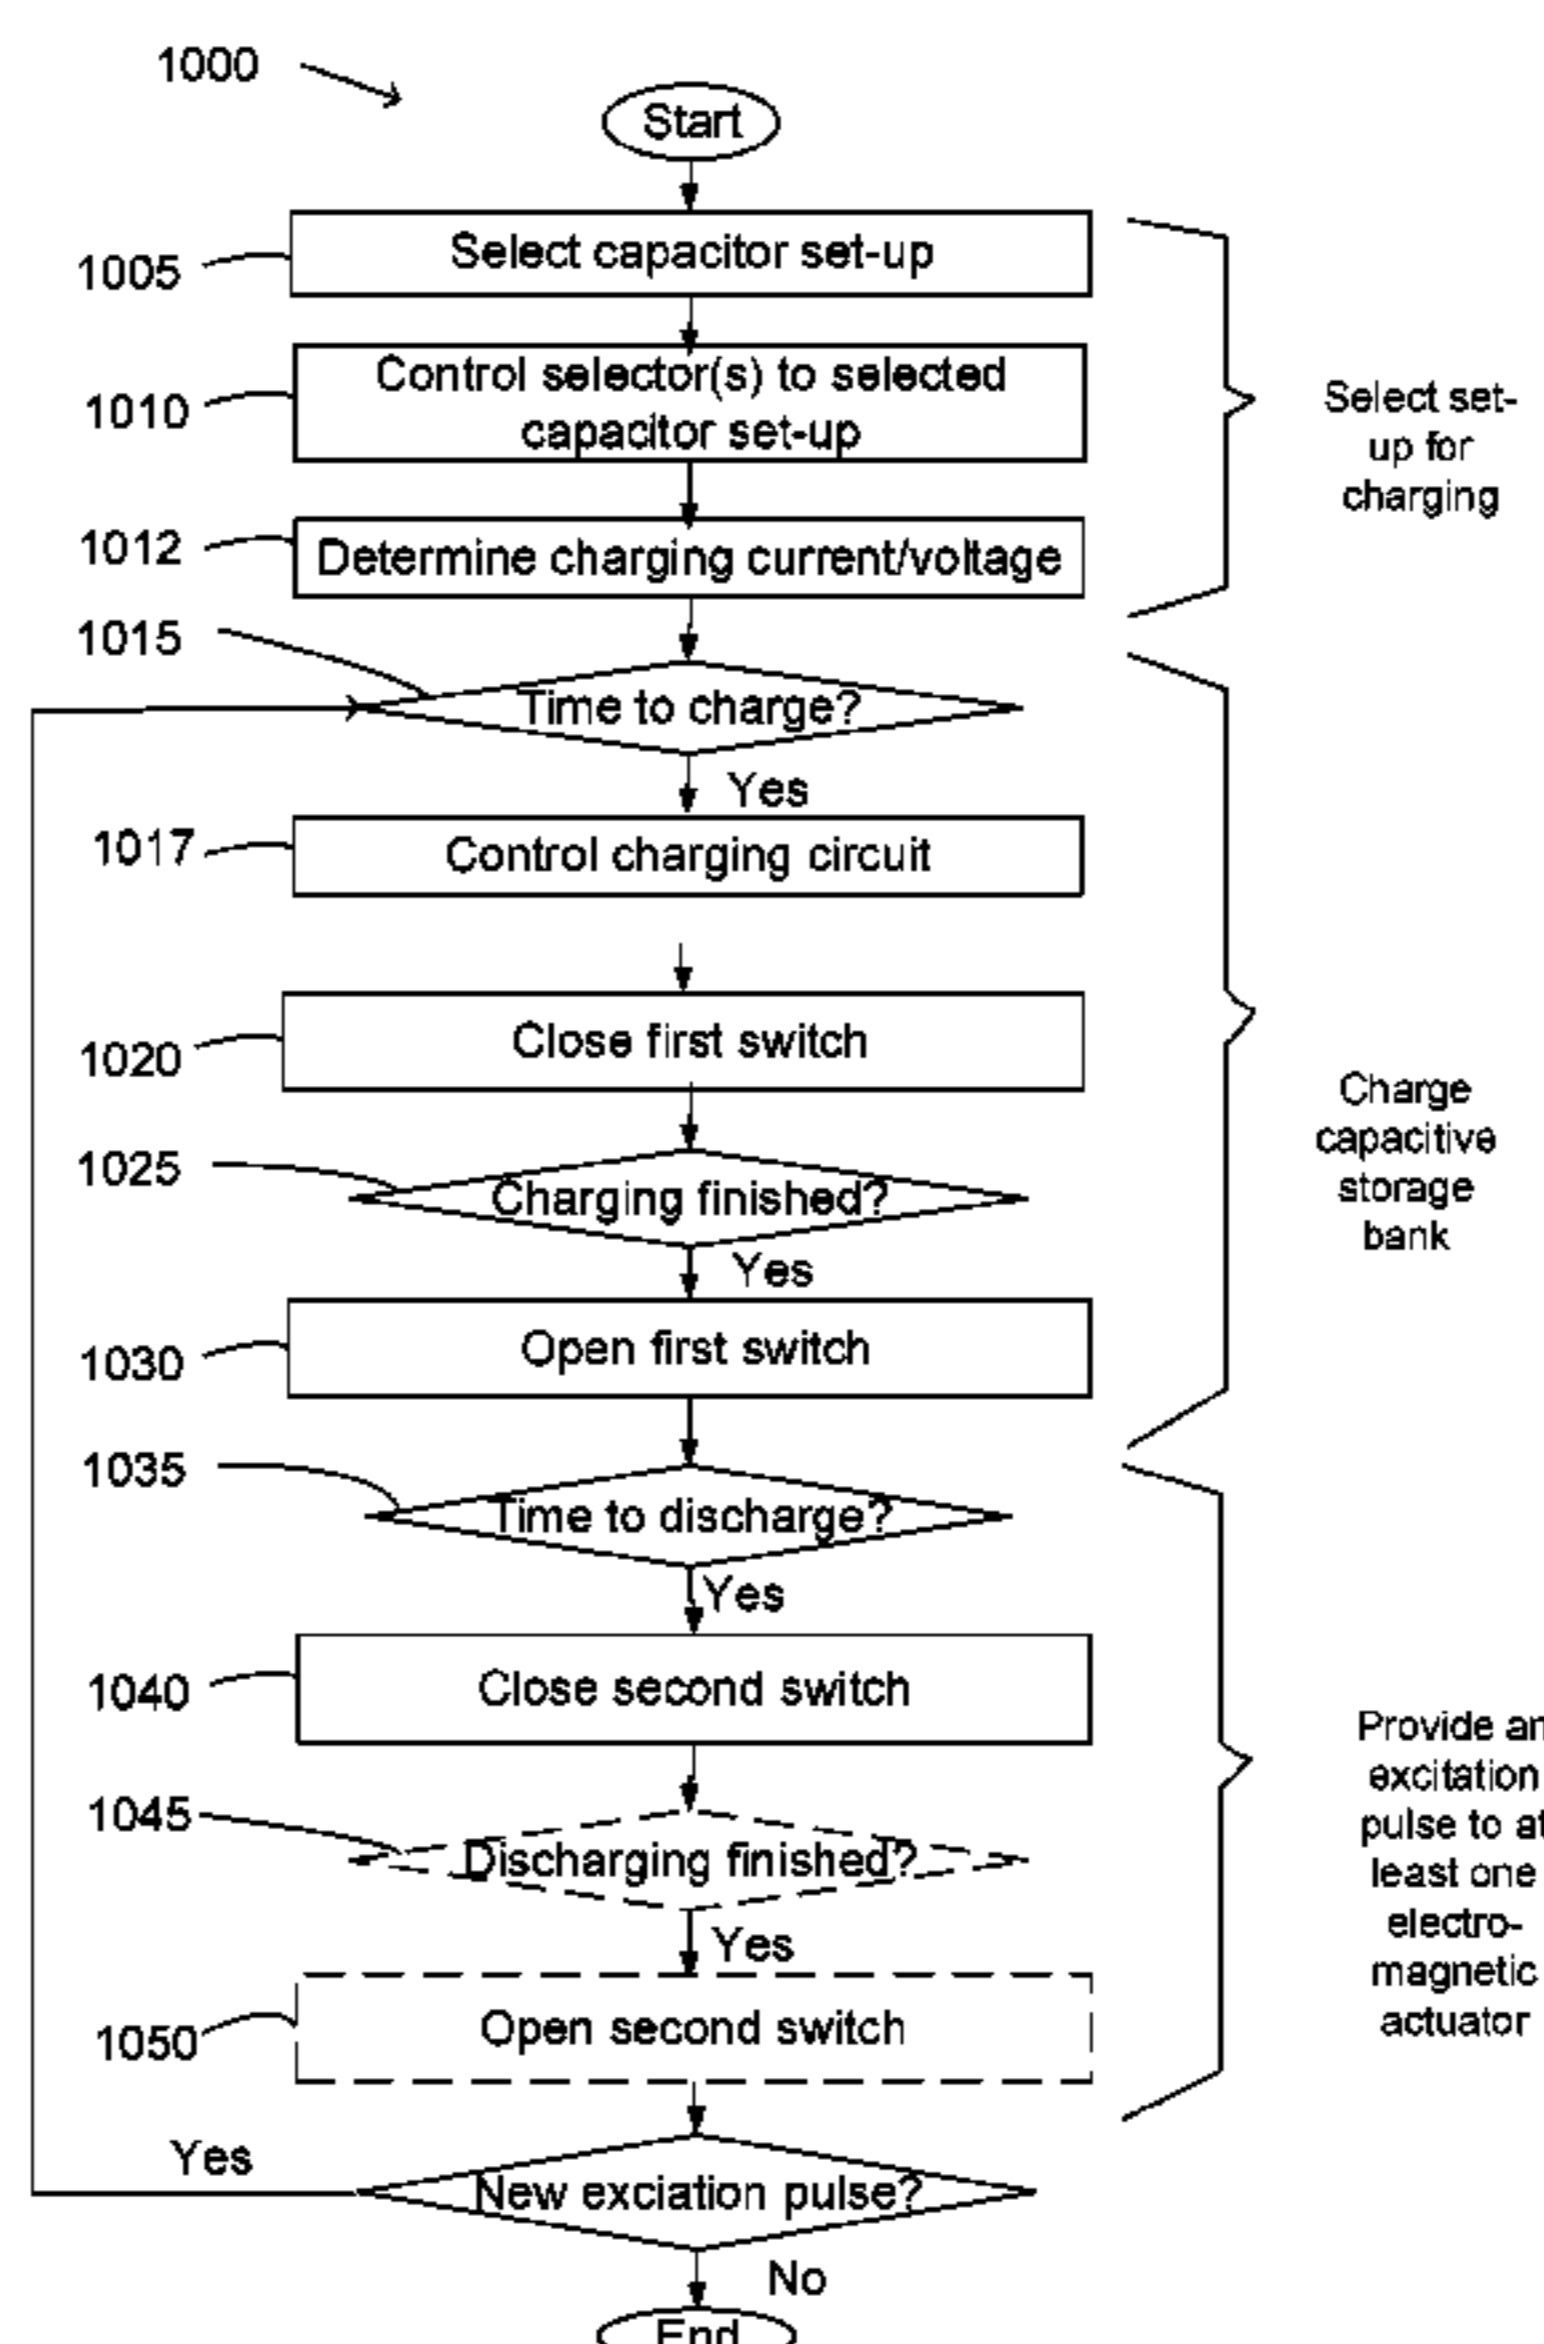 1000
Start
1005
Select capacitor set-up
1010
Control selector(s) to selected
capacitor set-up
Select set-
up for
charging
1012
Determine charging current/voltage
1015
Time to charge?
Yes
1017
Control charging circuit
1020
Close first switch
Charge
capacitive
storage
bank
1025
Charging finished?
Yes
1030
Open first switch
1035
Time to discharge?
Yes
1040
Close second switch
Provide an
excitation
pulse to at
least one
electro-
magnetic
actuator
1045
Discharging finished?
Yes
1050
Open second switch
Yes
New exciation pulse?
No
End